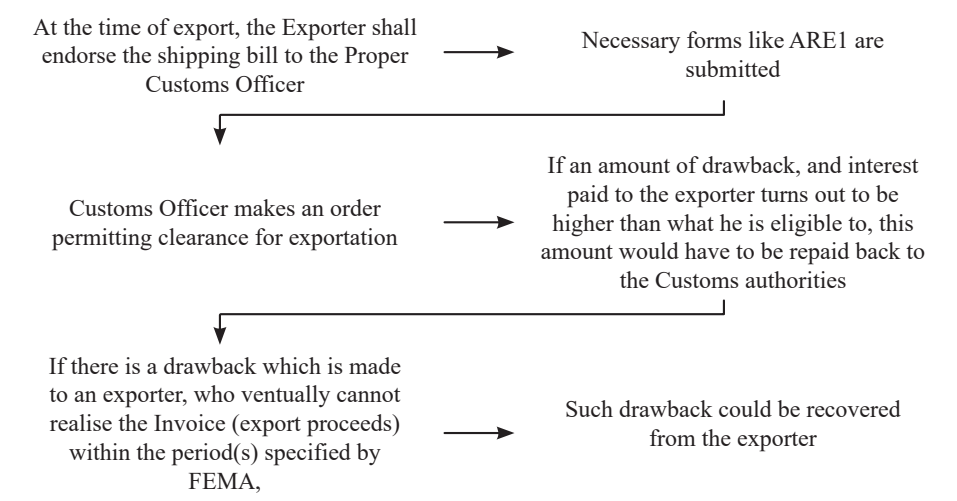 At the time of export, the Exporter shall
endorse the shipping bill to the Proper
Customs Officer
Necessary forms like ARE1 are
submitted
Customs Officer makes an order
permitting clearance for exportation
If an amount of drawback, and interest
paid to the exporter turns out to be
higher than what he is eligible to, this
amount would have to be repaid back to
the Customs authorities
If there is a drawback which is made
to an exporter, who ventually cannot
realise the Invoice (export proceeds)
within the period(s) specified by
FEMA,
Such drawback could be recovered
from the exporter